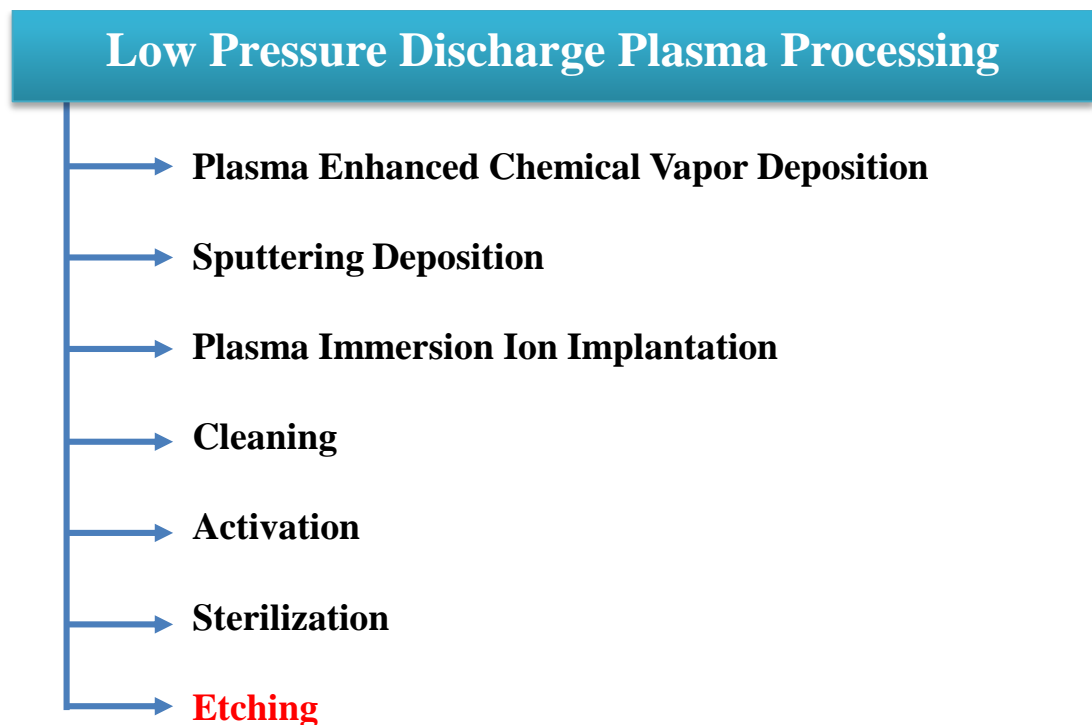 Low Pressure Discharge Plasma Processing
Plasma Enhanced Chemical Vapor Deposition
Sputtering Deposition
Plasma Immersion Ion Implantation
Cleaning
Activation
Sterilization
Etching